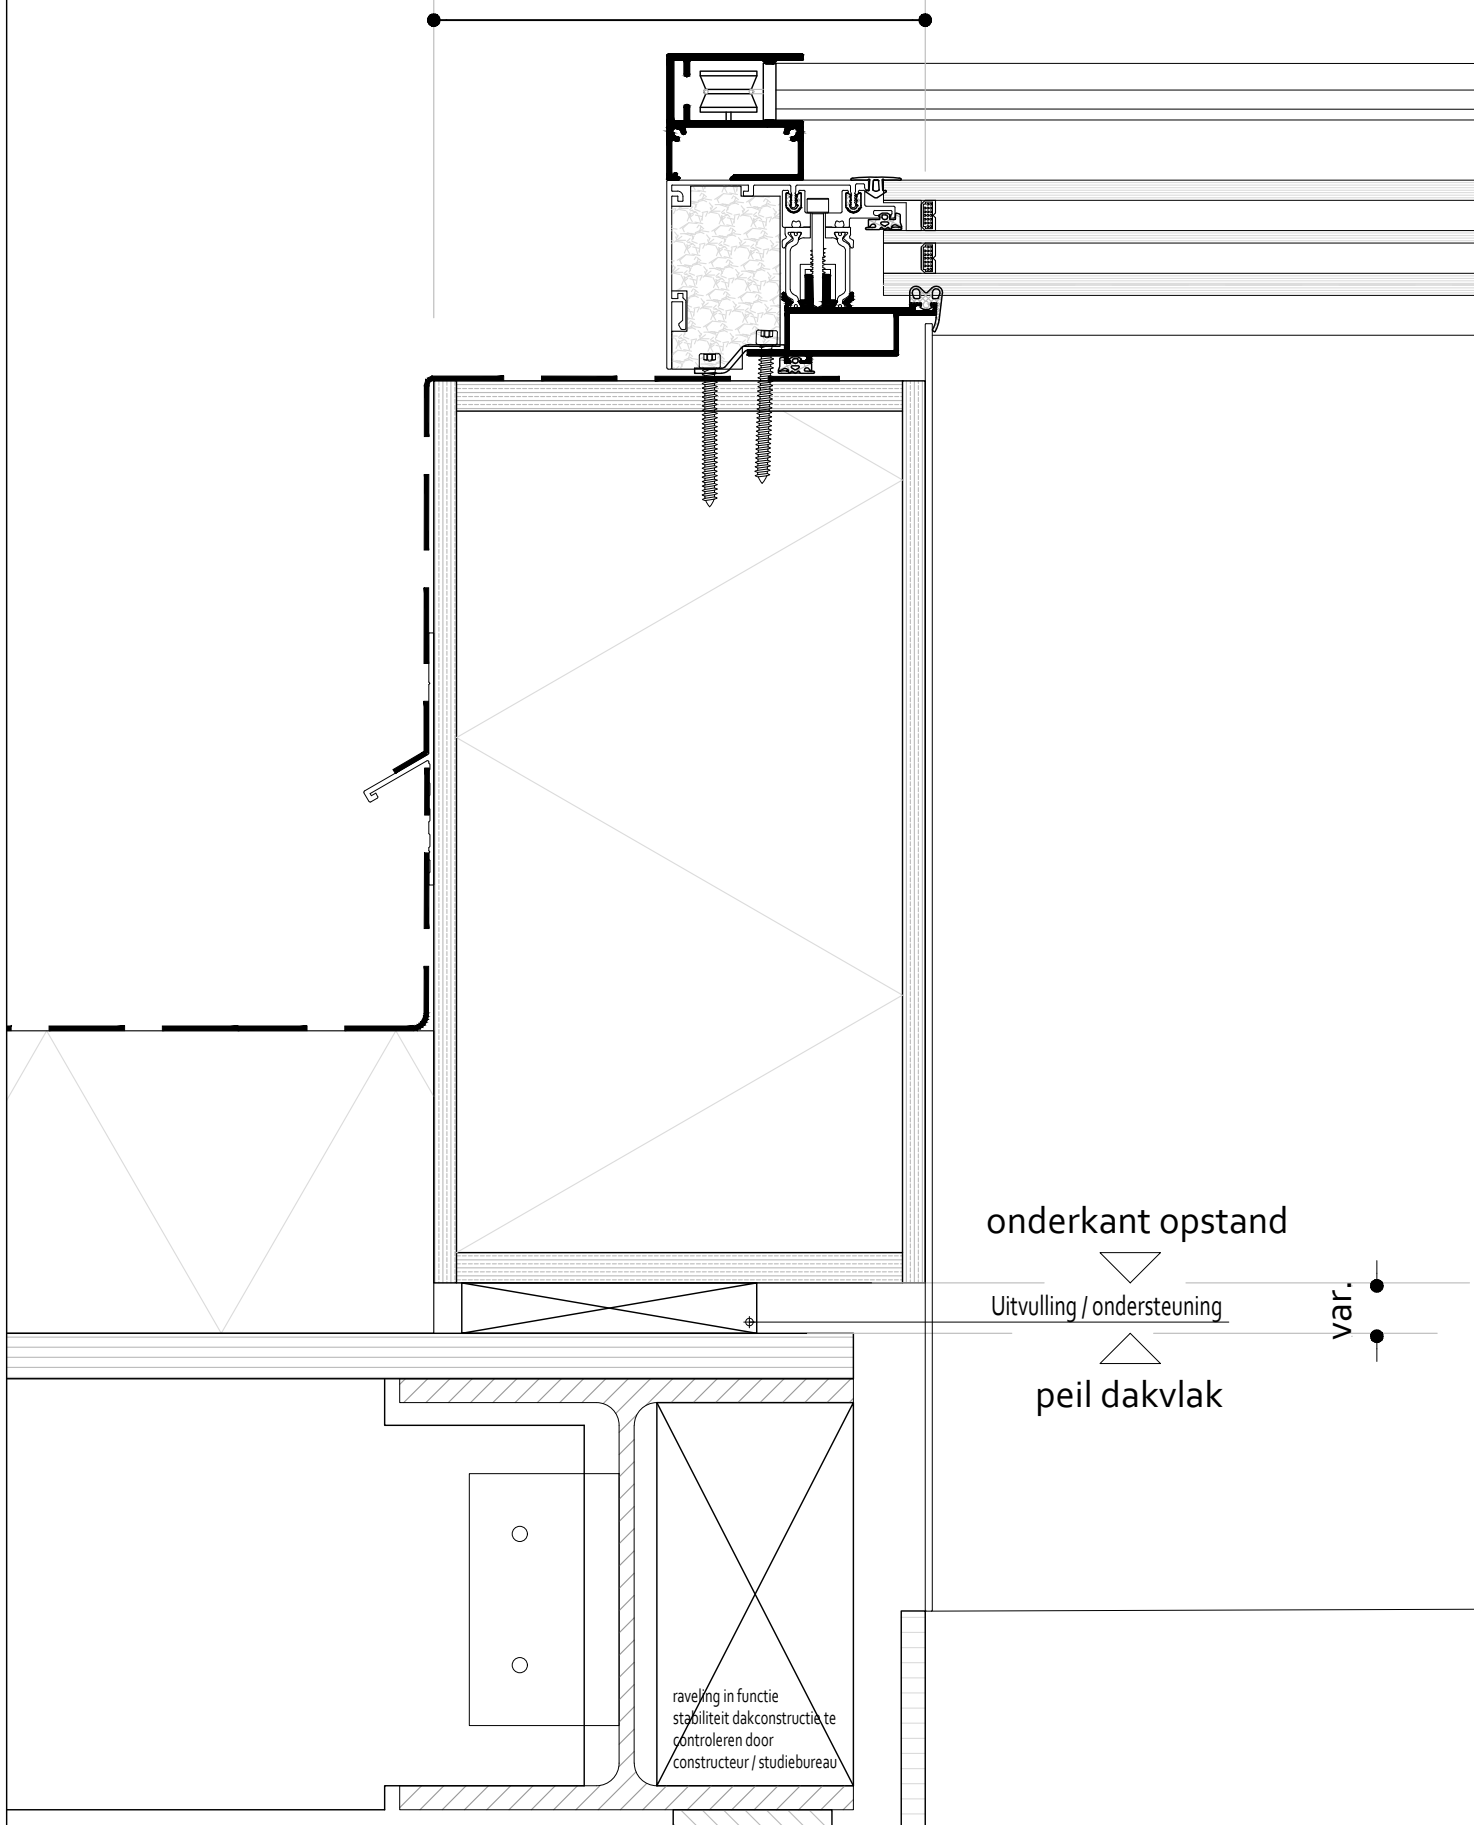 onderkant opstand
Uitvulling / ondersteuning
var.
peil dakvlak
raveling in functie
stabiliteit dakconstructie te
controleren door
constructeur / studiebureau